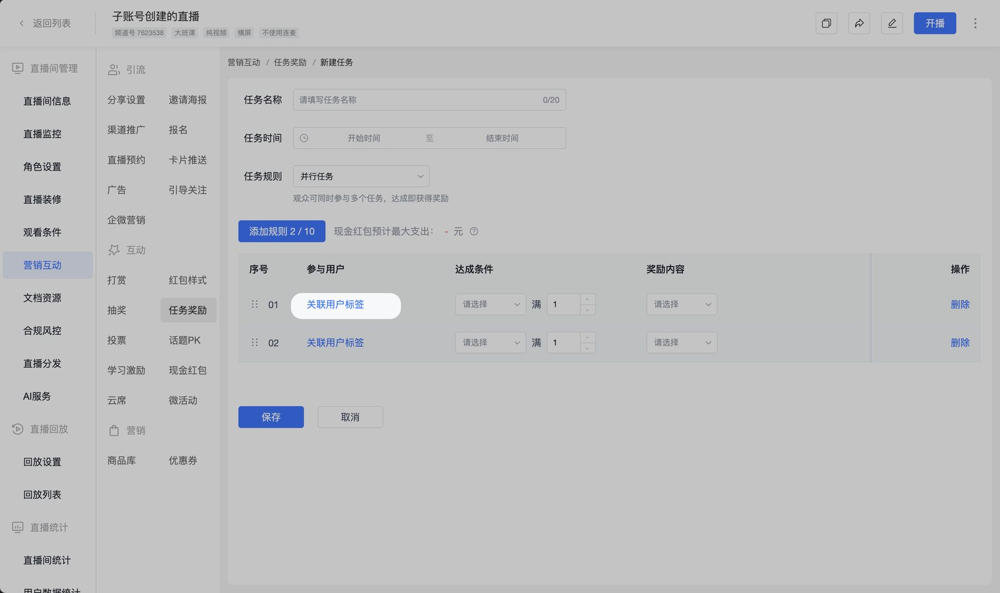 返回列表
子账号创建的直播
频道号 7623538 大班课 纯视频 横屏 不使用连麦
开播
直播间管理
直播间信息
直播监控
角色设置
直播装修
观看条件
营销互动
文档资源
合规风控
直播分发
AI服务
直播回放
回放设置
回放列表
直播统计
直播间统计
用户数据统计
引流
分享设置 邀请海报
渠道推广 报名
直播预约 卡片推送
广告 引导关注
企微营销
互动
打赏 红包样式
抽奖 任务奖励
投票 话题PK
学习激励 现金红包
云席 微活动
营销
商品库 优惠券
营销互动 / 任务奖励 / 新建任务
任务名称 请填写任务名称 0/20
任务时间 开始时间 至 结束时间
任务规则 并行任务
观众可同时参与多个任务，达成即获得奖励
添加规则 2 / 10 现金红包预计最大支出： - 元
序号 参与用户 达成条件 奖励内容 操作
01 关联用户标签 请选择 满 1 请选择 删除
02 关联用户标签 请选择 满 1 请选择 删除
保存 取消